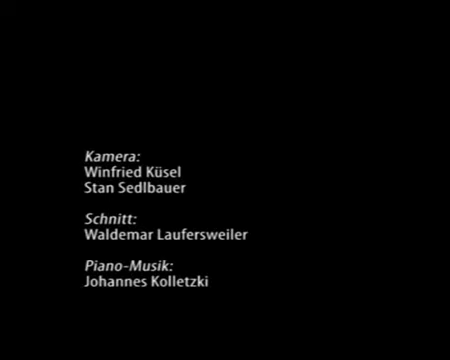 Kamera:
Winfried Küsel
Stan Sedlbauer
Schnitt:
Waldemar Laufersweiler
Piano-Musik:
Johannes Kolletzki